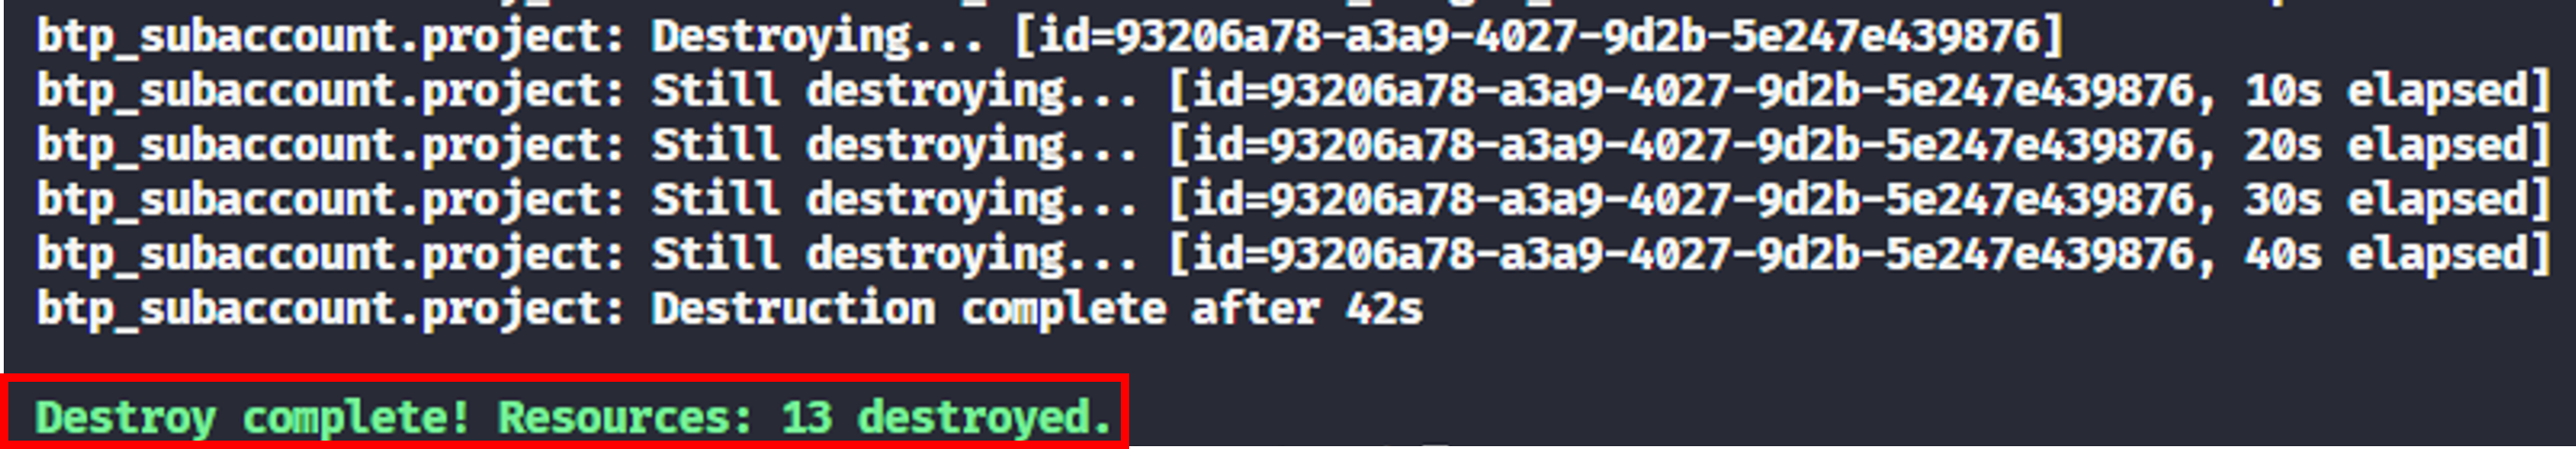 btp_subaccount.project: Destroying... [id=93206a78-a3a9-4027-9d2b-5e247e439876]
btp_subaccount.project: Still destroying... [id=93206a78-a3a9-4027-9d2b-5e247e439876, 10s elapsed]
btp_subaccount.project: Still destroying... [id=93206a78-a3a9-4027-9d2b-5e247e439876, 20s elapsed]
btp_subaccount.project: Still destroying... [id=93206a78-a3a9-4027-9d2b-5e247e439876, 30s elapsed]
btp_subaccount.project: Still destroying... [id=93206a78-a3a9-4027-9d2b-5e247e439876, 40s elapsed]
btp_subaccount.project: Destruction complete after 42s
Destroy complete! Resources: 13 destroyed.